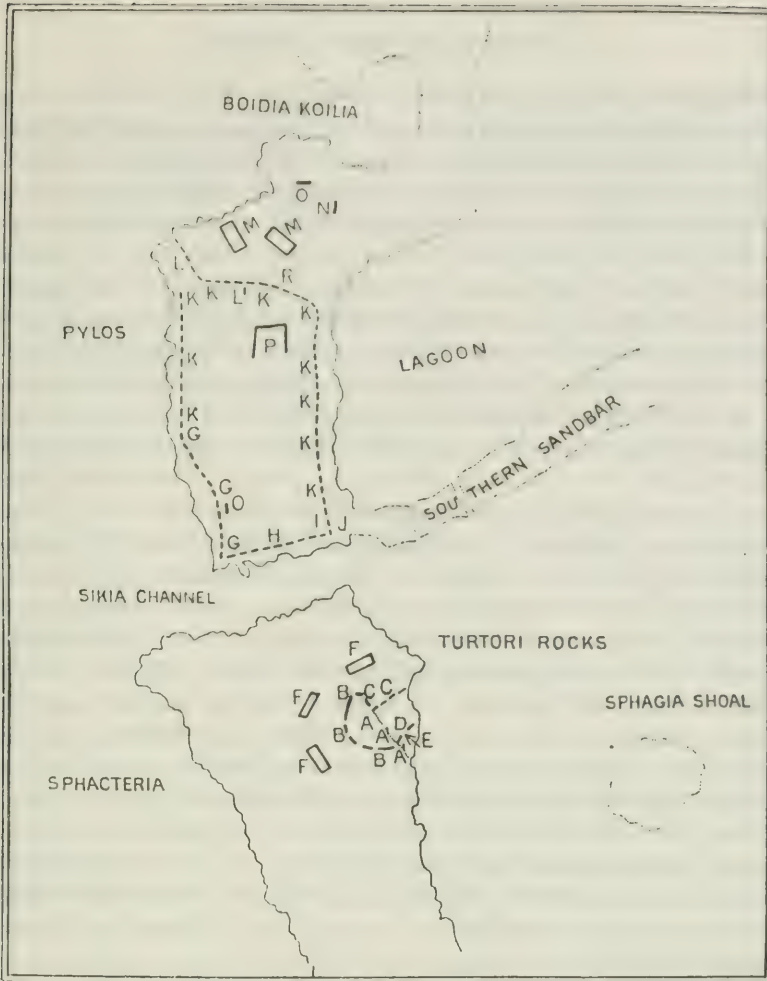 BOIDIA KOILIA
O
N
M M
L R
K K L' K K
PYLOS
P
LAGOON
K K
K
K K
G
SOUTHERN SANDBAR
G K
O
I J
G H
SIKIA CHANNEL
TURTORI ROCKS
F
B C C
F
SPHAGIA SHOAL
A D
B A E
B A
F
SPHACTERIA